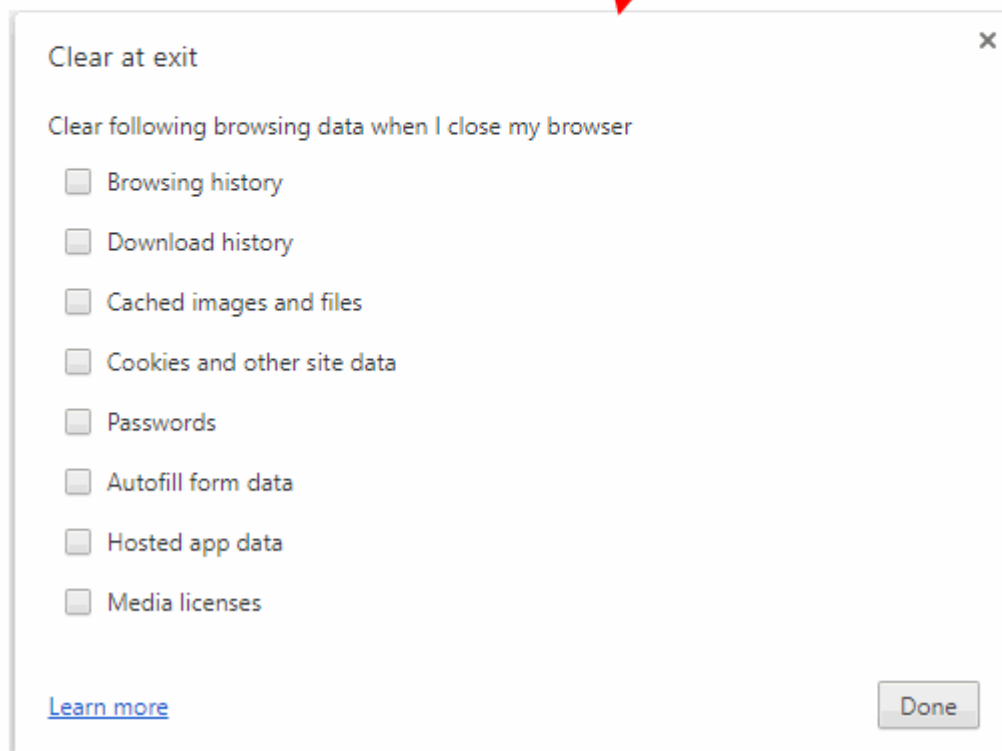 Clear at exit
Clear following browsing data when I close my browser
Browsing history
Download history
Cached images and files
Cookies and other site data
Passwords
Autofill form data
Hosted app data
Media licenses
Learn more
Done